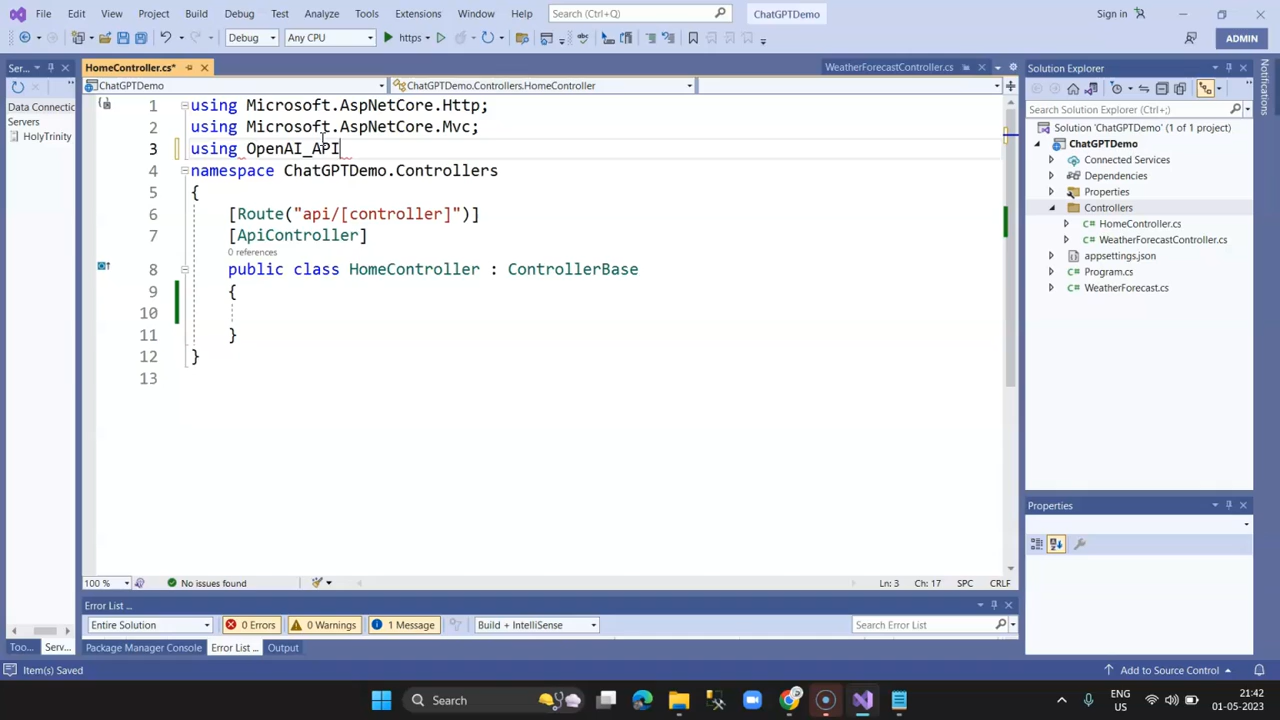 File Edit View Project Build Debug Test Analyze Tools Extensions Window Help Search (Ctrl+Q) ChatGPTDemo Sign in
Debug Any CPU https ADMIN
Ser... HomeController.cs* WeatherForecastController.cs Solution Explorer
ChatGPTDemo ChatGPTDemo.Controllers.HomeController
Data Connectic
Servers
HolyTrinity
1 using Microsoft.AspNetCore.Http;
2 using Microsoft.AspNetCore.Mvc;
3 using OpenAI_API
4 namespace ChatGPTDemo.Controllers
5 {
6 [Route("api/[controller]")]
7 [ApiController]
0 references
8 public class HomeController : ControllerBase
9 {
10
11 }
12 }
13
Search Solution Explorer (Ctrl+;)
Solution 'ChatGPTDemo' (1 of 1 project)
ChatGPTDemo
Connected Services
Dependencies
Properties
Controllers
HomeController.cs
WeatherForecastController.cs
appsettings.json
Program.cs
WeatherForecast.cs
Notifications
Properties
100 % No issues found Ln: 3 Ch: 17 SPC CRLF
Error List ...
Entire Solution 0 Errors 0 Warnings 1 Message Build + IntelliSense Search Error List
Too... Serv... Package Manager Console Error List ... Output
Item(s) Saved Add to Source Control
Search ENG IN 21:42 01-05-2023